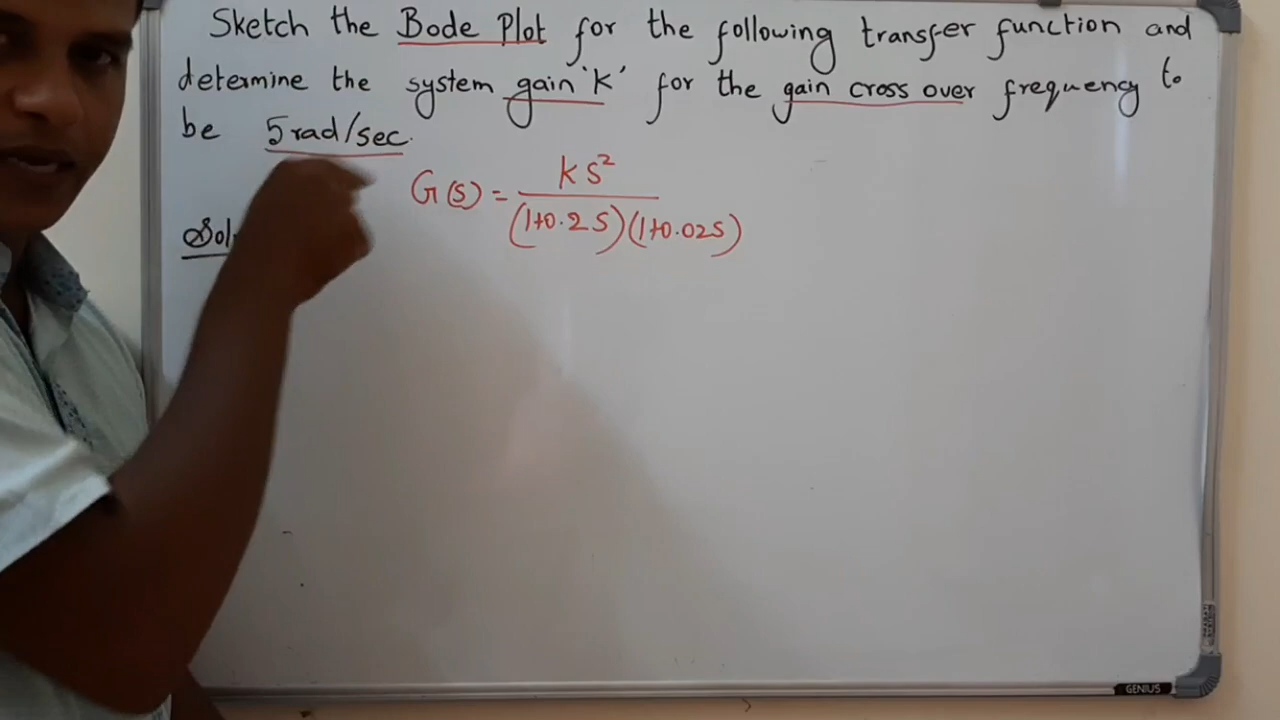 Sketch the Bode Plot for the following transfer function and
determine the system gain 'K' for the gain cross over frequency to
be 5 rad/sec.
G(s) = KS²/(1+0.2S)(1+0.02S)
Sol
GENIUS